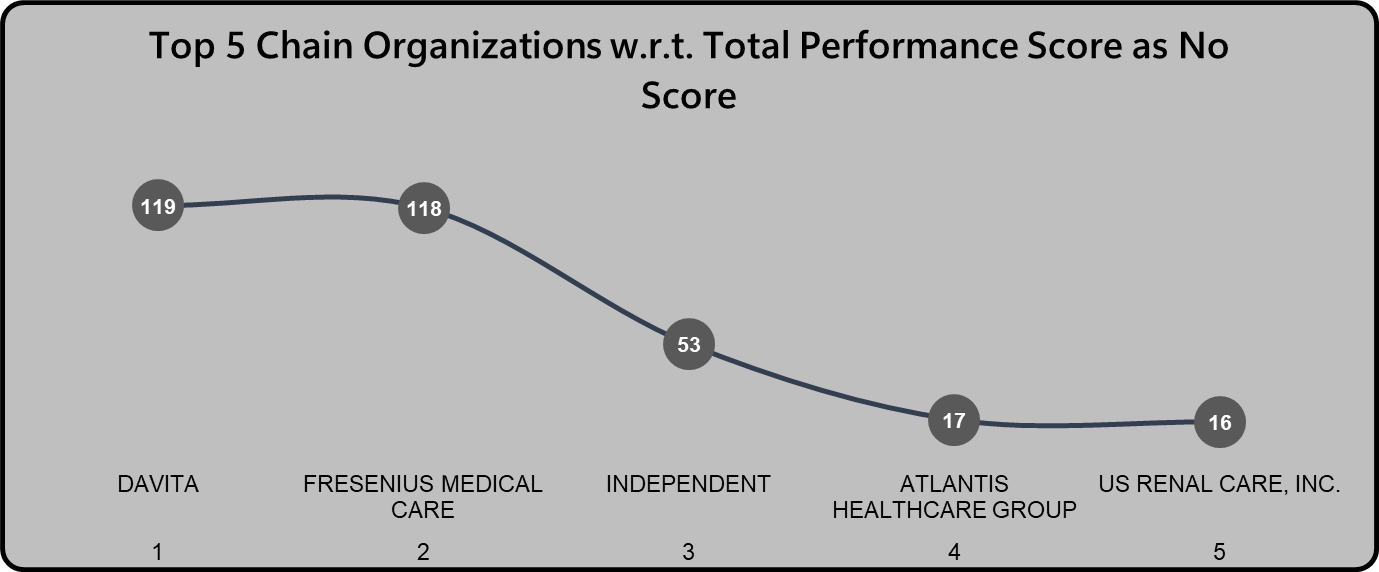 Top 5 Chain Organizations w.r.t. Total Performance Score as No
Score
119
118
53
17
16
DAVITA
FRESENIUS MEDICAL
CARE
INDEPENDENT
ATLANTIS
HEALTHCARE GROUP
US RENAL CARE, INC.
1
2
3
4
5